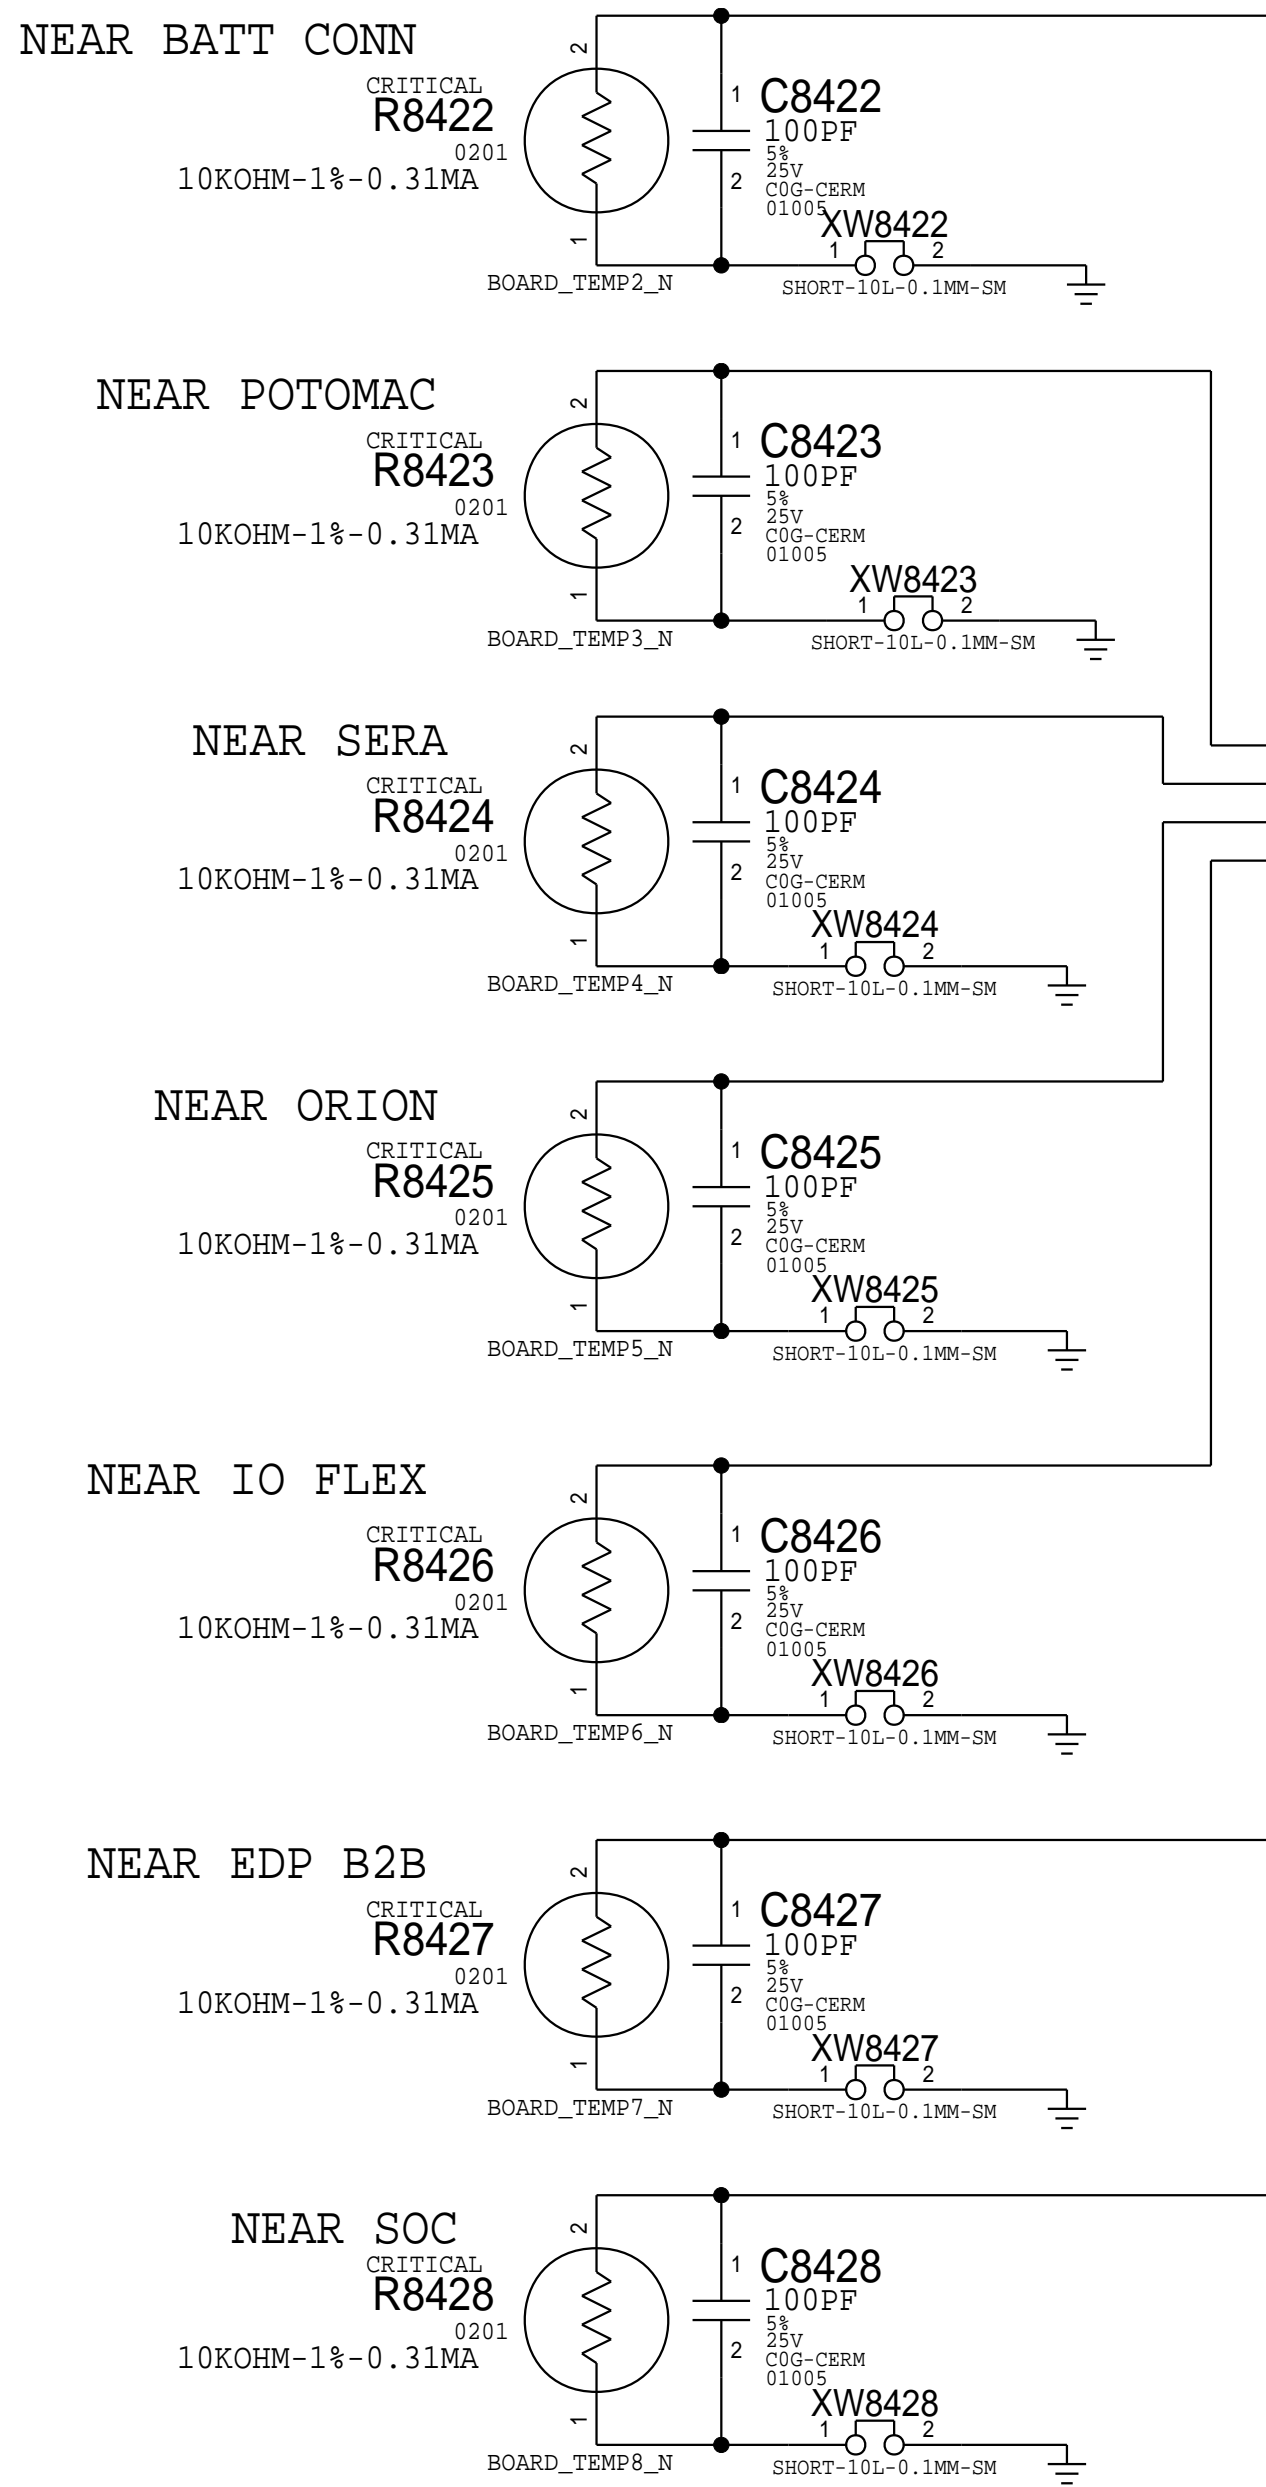 NEAR BATT CONN
CRITICAL
R8422
0201
10KOHM-1%-0.31MA
2
1
1
C8422
100PF
5%
25V
2
C0G-CERM
01005
XW8422
1 2
BOARD_TEMP2_N
SHORT-10L-0.1MM-SM
NEAR POTOMAC
CRITICAL
R8423
0201
10KOHM-1%-0.31MA
2
1
1
C8423
100PF
5%
25V
2
C0G-CERM
01005
XW8423
1 2
BOARD_TEMP3_N
SHORT-10L-0.1MM-SM
NEAR SERA
CRITICAL
R8424
0201
10KOHM-1%-0.31MA
2
1
1
C8424
100PF
5%
25V
2
C0G-CERM
01005
XW8424
1 2
BOARD_TEMP4_N
SHORT-10L-0.1MM-SM
NEAR ORION
CRITICAL
R8425
0201
10KOHM-1%-0.31MA
2
1
1
C8425
100PF
5%
25V
2
C0G-CERM
01005
XW8425
1 2
BOARD_TEMP5_N
SHORT-10L-0.1MM-SM
NEAR IO FLEX
CRITICAL
R8426
0201
10KOHM-1%-0.31MA
2
1
1
C8426
100PF
5%
25V
2
C0G-CERM
01005
XW8426
1 2
BOARD_TEMP6_N
SHORT-10L-0.1MM-SM
NEAR EDP B2B
CRITICAL
R8427
0201
10KOHM-1%-0.31MA
2
1
1
C8427
100PF
5%
25V
2
C0G-CERM
01005
XW8427
1 2
BOARD_TEMP7_N
SHORT-10L-0.1MM-SM
NEAR SOC
CRITICAL
R8428
0201
10KOHM-1%-0.31MA
2
1
1
C8428
100PF
5%
25V
2
C0G-CERM
01005
XW8428
1 2
BOARD_TEMP8_N
SHORT-10L-0.1MM-SM